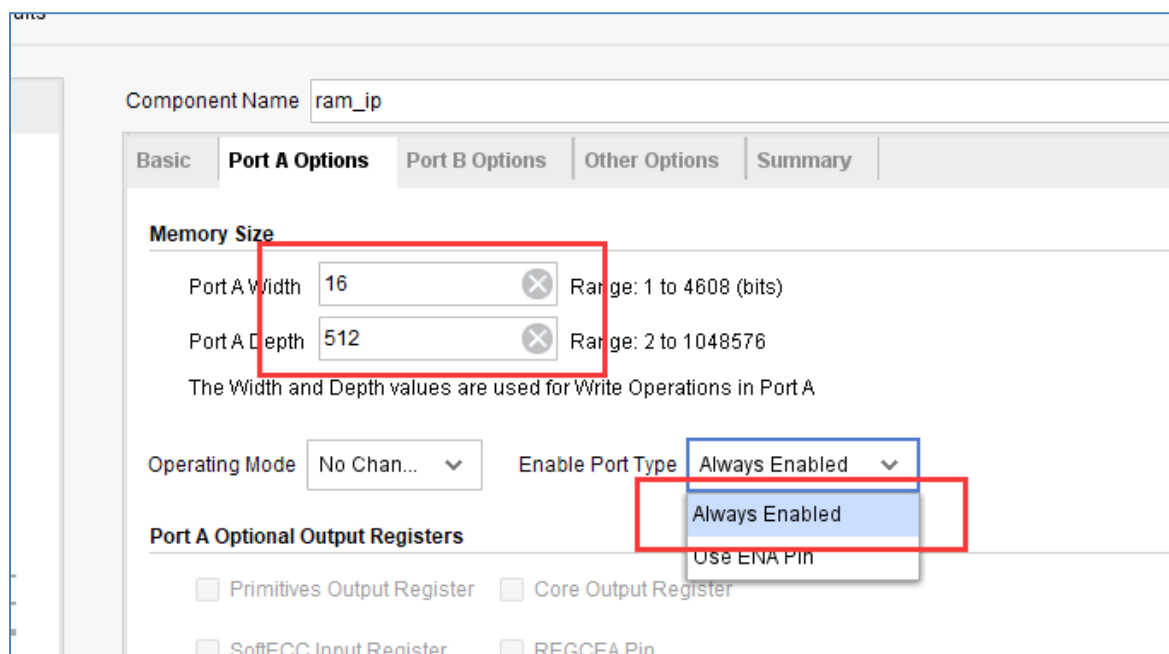 Component Name ram_ip
Basic Port A Options Port B Options Other Options Summary
Memory Size
Port A Width 16 Range: 1 to 4608 (bits)
Port A Depth 512 Range: 2 to 1048576
The Width and Depth values are used for Write Operations in Port A
Operating Mode No Chan... Enable Port Type Always Enabled
Always Enabled
Use ENA Pin
Port A Optional Output Registers
Primitives Output Register Core Output Register
SoftECC Input Register REGCEA Pin